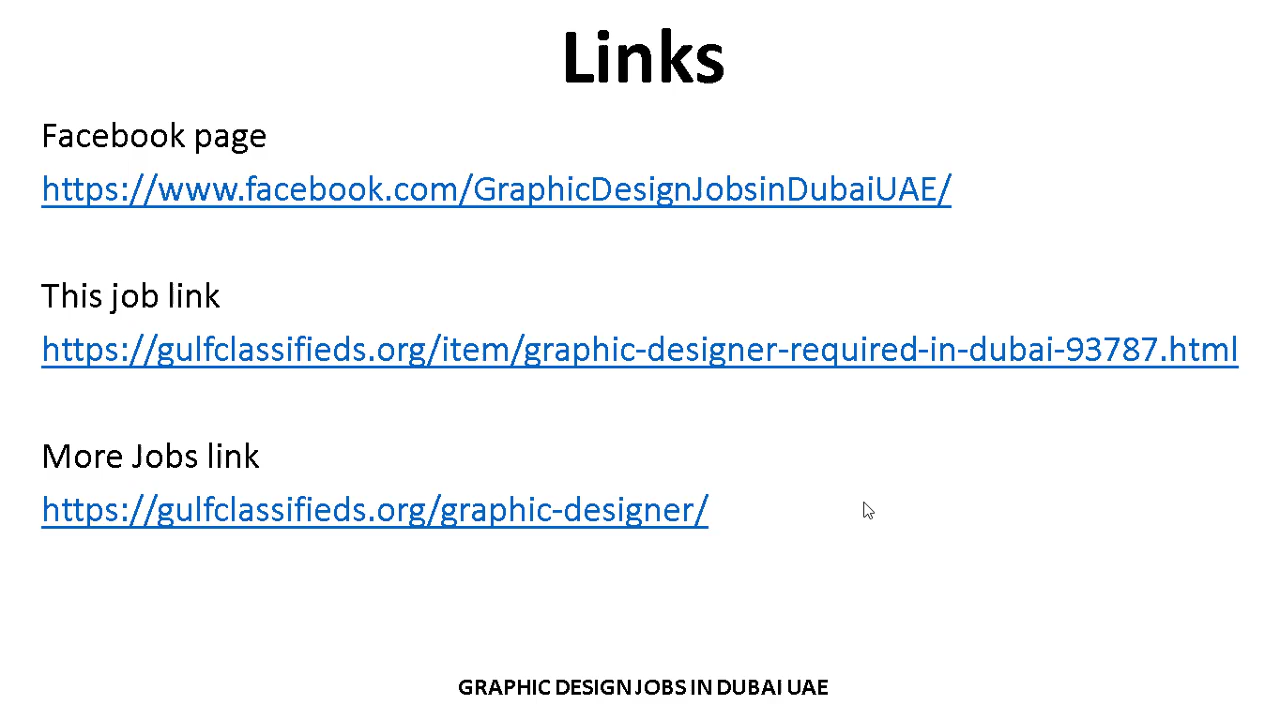 Links
Facebook page
https://www.facebook.com/GraphicDesignJobsinDubaiUAE/
This job link
https://gulfclassifieds.org/item/graphic-designer-required-in-dubai-93787.html
More Jobs link
https://gulfclassifieds.org/graphic-designer/
GRAPHIC DESIGN JOBS IN DUBAI UAE